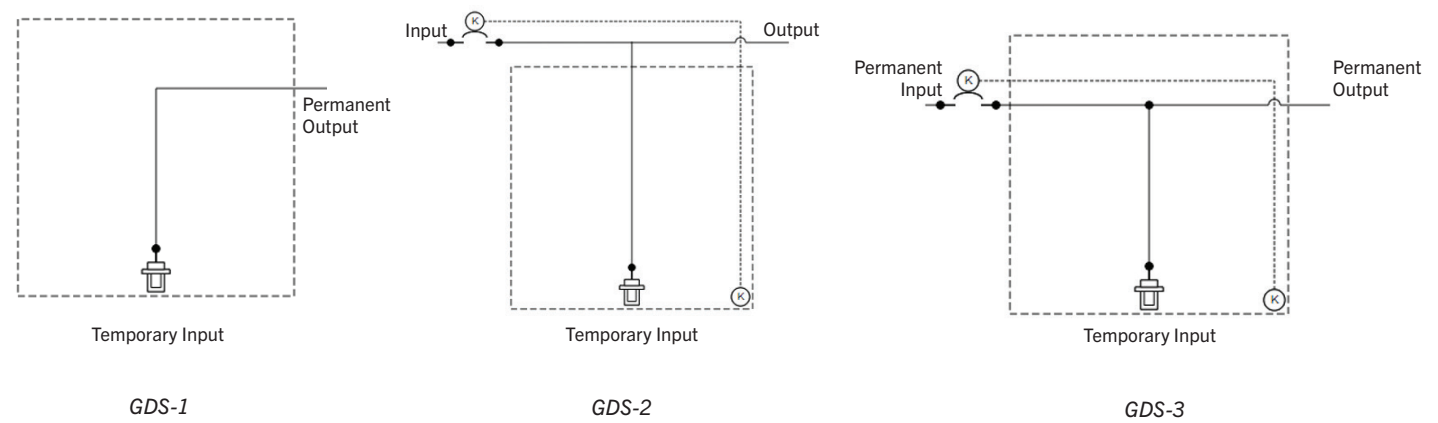 Permanent
Output
K
K
Temporary Input
GDS-1
Input
K
Output
K
Temporary Input
GDS-2
Permanent
Input
K
Permanent
Output
K
Temporary Input
GDS-3